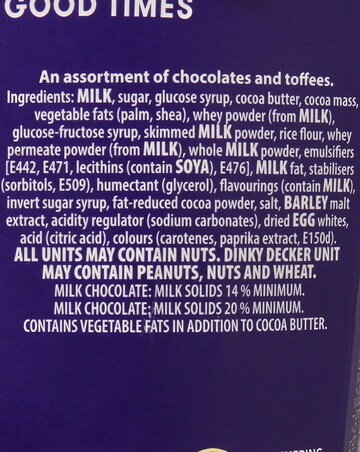 GOOD TIMES
An assortment of chocolates and toffees.
Ingredients: MILK, sugar, glucose syrup, cocoa butter, cocoa mass,
vegetable fats (palm, shea), whey powder (from MILK),
glucose-fructose syrup, skimmed MILK powder, rice flour, whey
permeate powder (from MILK), whole MILK powder, emulsifiers
[E442, E471, lecithins (contain SOYA), E476], MILK fat, stabilisers
(sorbitols, E509), humectant (glycerol), flavourings (contain MILK),
invert sugar syrup, fat-reduced cocoa powder, salt, BARLEY malt
extract, acidity regulator (sodium carbonates), dried EGG whites,
acid (citric acid), colours (carotenes, paprika extract, E150d).
ALL UNITS MAY CONTAIN NUTS. DINKY DECKER UNIT
MAY CONTAIN PEANUTS, NUTS AND WHEAT.
MILK CHOCOLATE: MILK SOLIDS 14 % MINIMUM.
MILK CHOCOLATE: MILK SOLIDS 20 % MINIMUM.
CONTAINS VEGETABLE FATS IN ADDITION TO COCOA BUTTER.